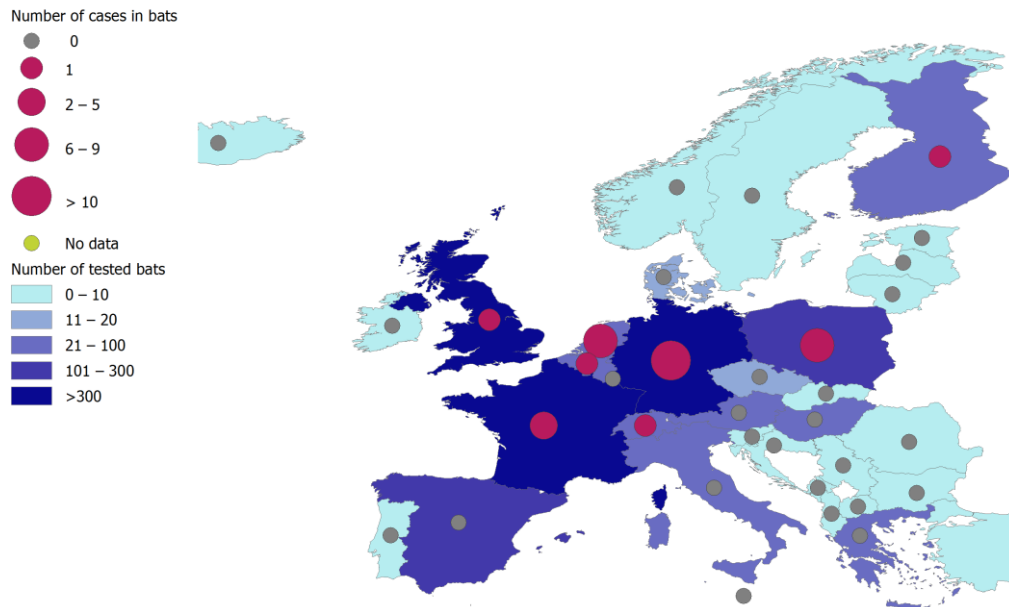 Number of cases in bats
0
1
2 – 5
6 – 9
> 10
No data
Number of tested bats
0 – 10
11 – 20
21 – 100
101 – 300
>300